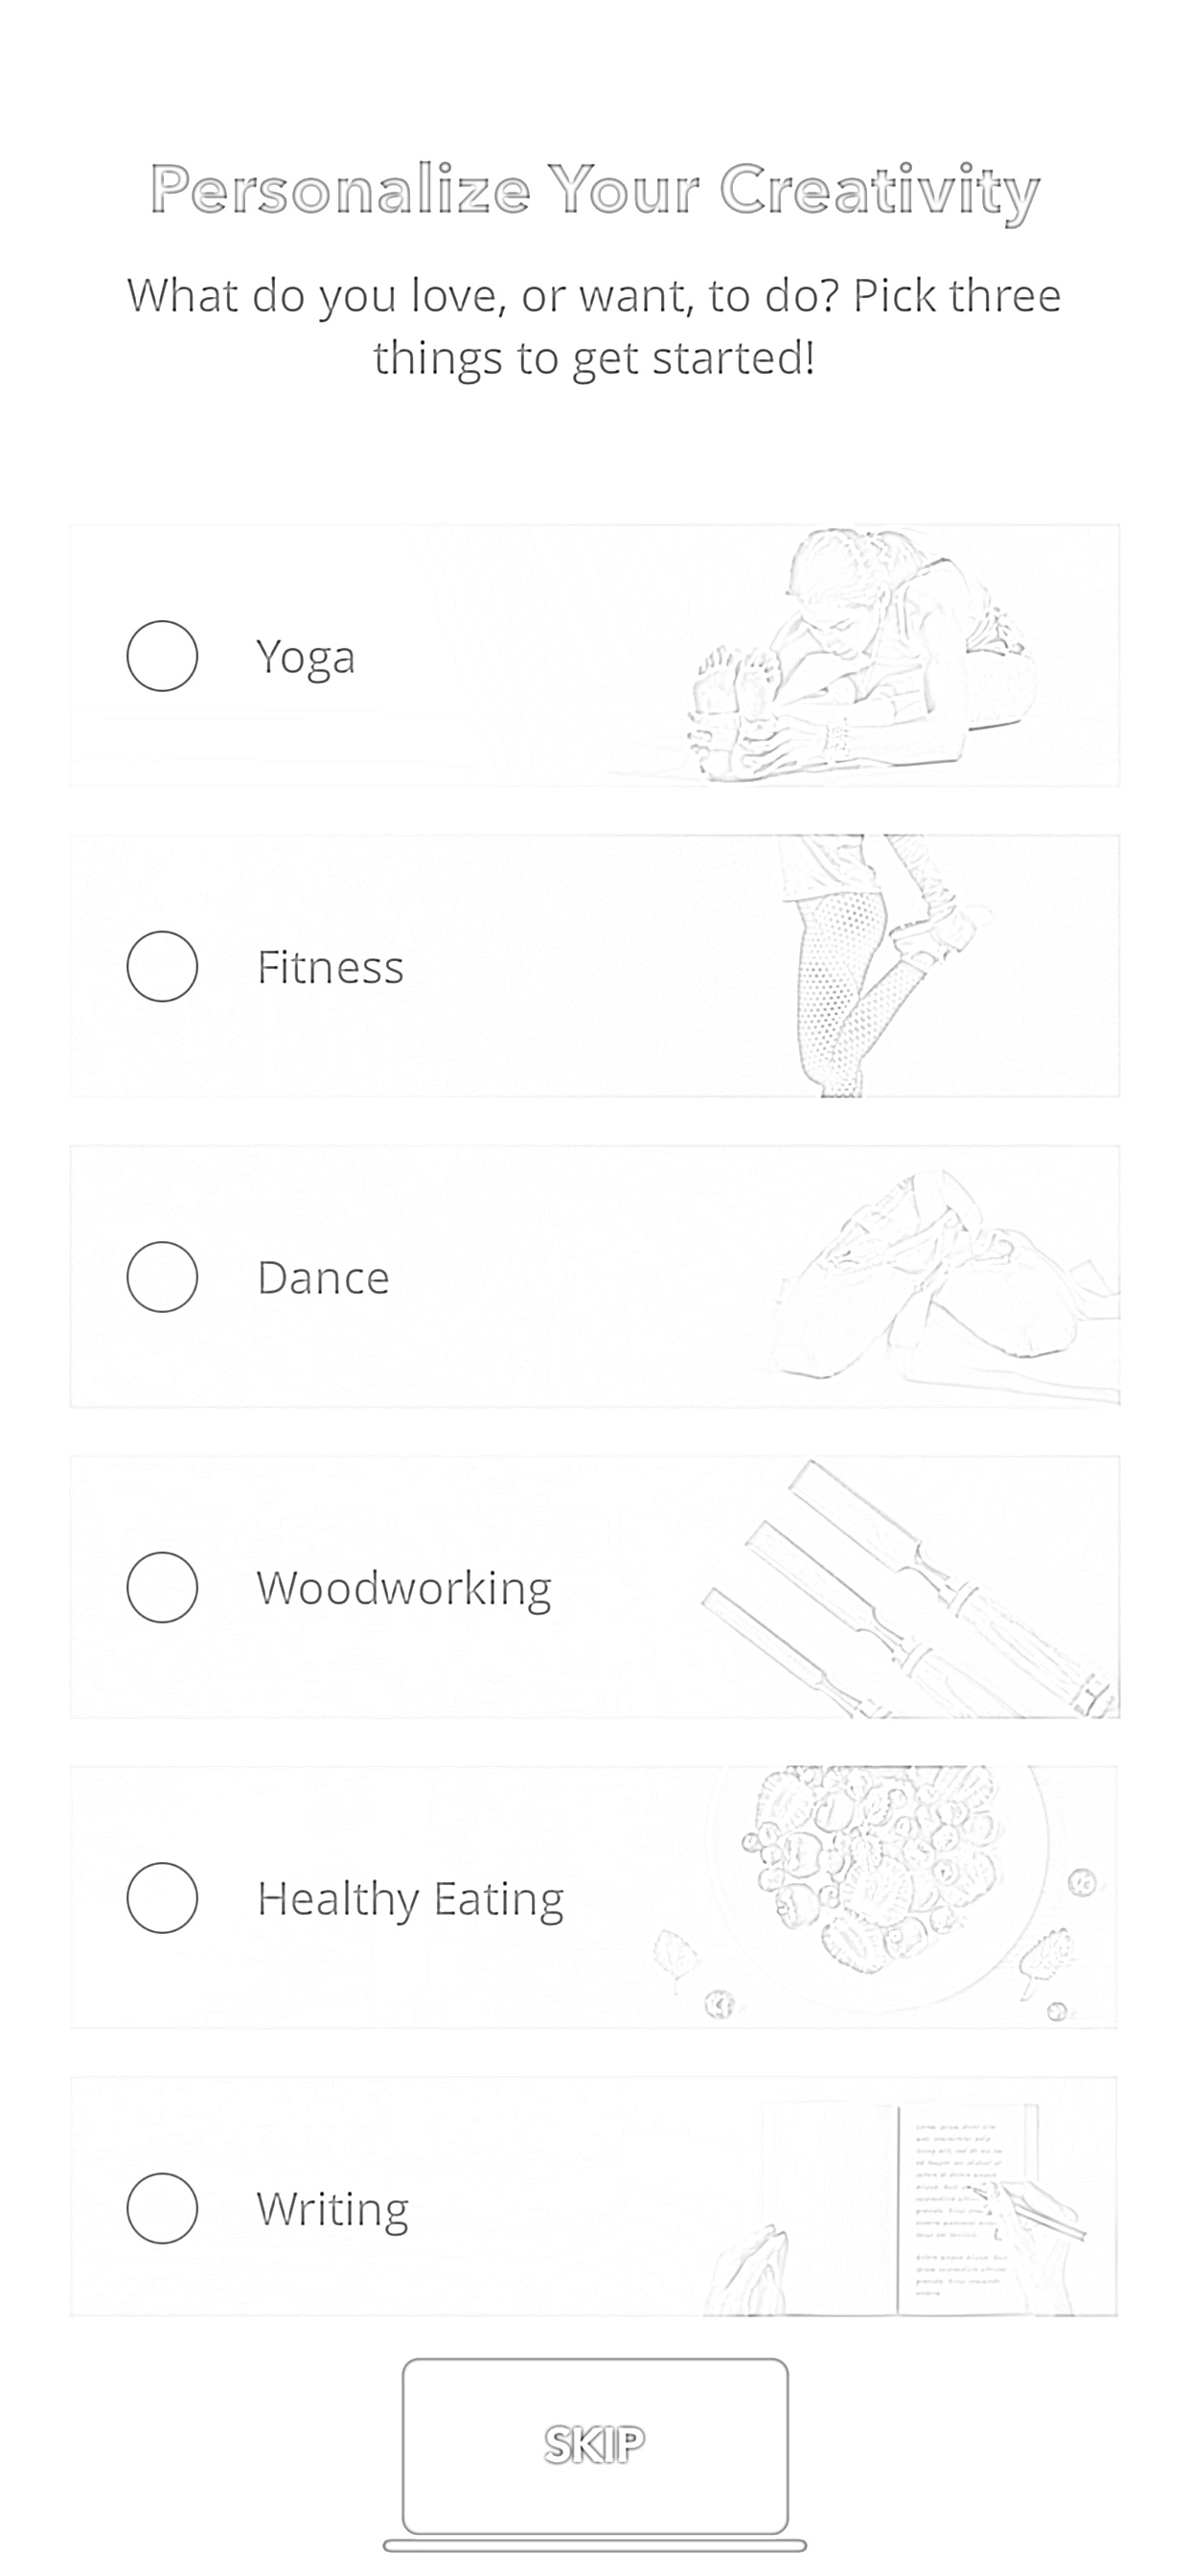 Personalize Your Creativity
What do you love, or want, to do? Pick three
things to get started!
Yoga
Fitness
Dance
Woodworking
Healthy Eating
Writing
SKIP